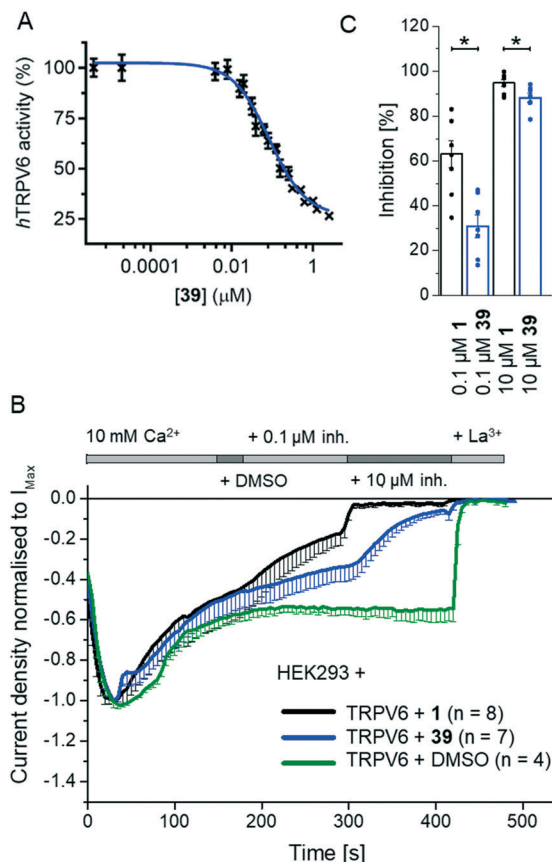 A
hTRPV6 activity (%)
100
75
50
25
0.0001
0.01
1
[39] (µM)
C
Inhibition [%]
120
100
80
60
40
20
0
* *
0.1 µM 1
0.1 µM 39
10 µM 1
10 µM 39
B
10 mM Ca²⁺
+ 0.1 µM inh.
+ La³⁺
+ DMSO
+ 10 µM inh.
Current density normalised to I_Max
0.0
-0.2
-0.4
-0.6
-0.8
-1.0
-1.2
-1.4
HEK293 +
TRPV6 + 1 (n = 8)
TRPV6 + 39 (n = 7)
TRPV6 + DMSO (n = 4)
0 100 200 300 400 500
Time [s]